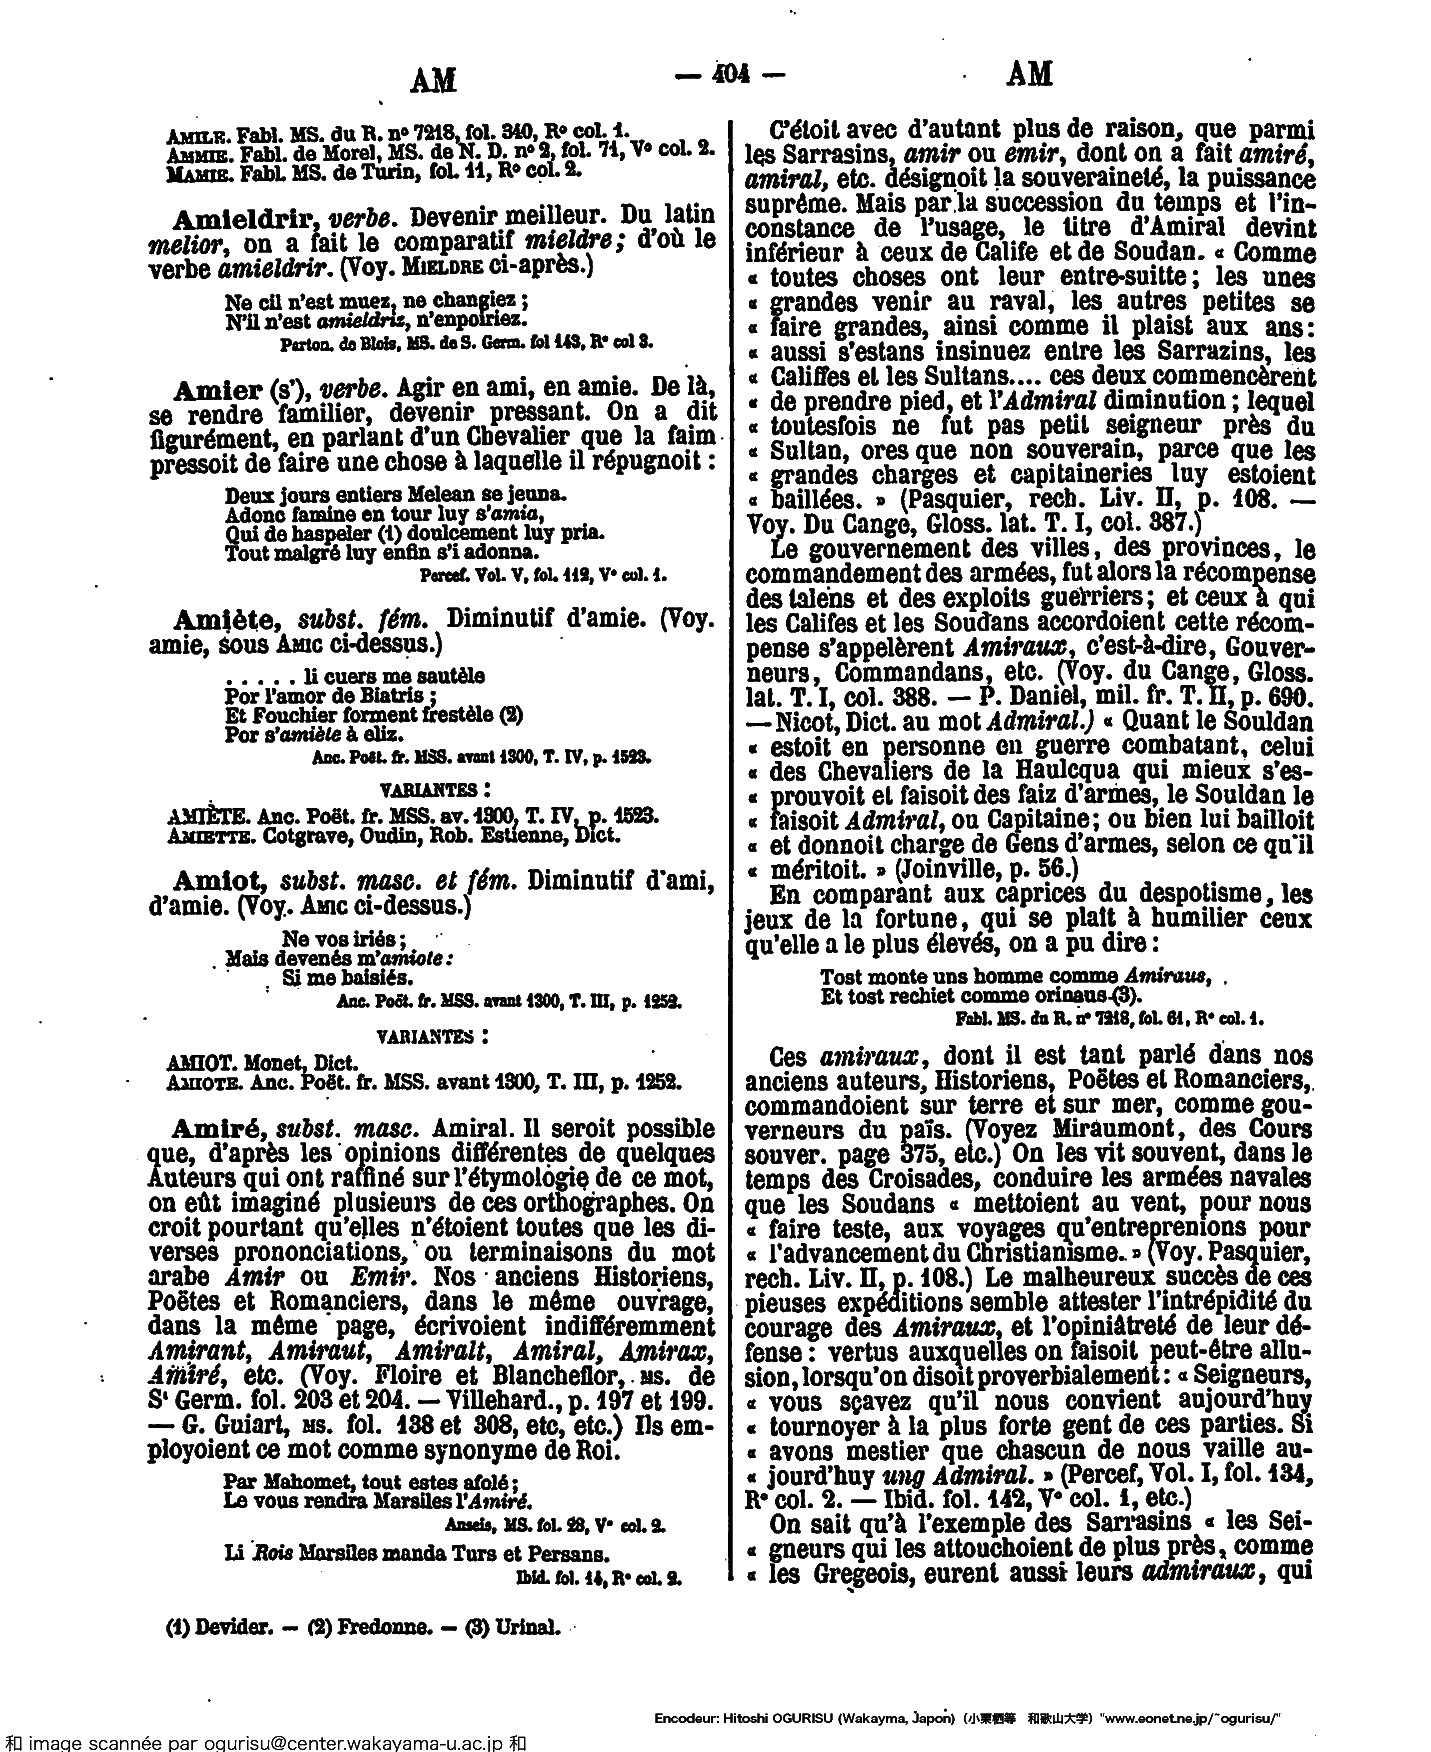 AM
— 404 —
AM
AMILE. Fabl. MS. du R. nº 7218, fol. 340, Rº col. 1.
AMMIE. Fabl. de Morel, MS. de N. D. nº 2, fol. 71, Vº col. 2.
MAMIE. Fabl. MS. de Turin, fol. 11, Rº col. 2.
Amieldrir, verbe. Devenir meilleur. Du latin
melior, on a fait le comparatif mieldre; d'où le
verbe amieldrir. (Voy. MIELDRE ci-après.)
Ne cil n'est muez, ne changiez;
N'il n'est amieldriz, n'enpoiriez.
Parton. de Blois, MS. de S. Germ. fol 143, Rº col 3.
Amier (s'), verbe. Agir en ami, en amie. De là,
se rendre familier, devenir pressant. On a dit
figurément, en parlant d'un Chevalier que la faim
pressoit de faire une chose à laquelle il répugnoit :
Deux jours entiers Melean se jeuna.
Adonc famine en tour luy s'amia,
Qui de haspeler (1) doulcement luy pria.
Tout malgré luy enfin s'i adonna.
Percef. Vol. V, fol. 112, Vº col. 1.
Amiète, subst. fém. Diminutif d'amie. (Voy.
amie, sous AMIC ci-dessus.)
. . . . . li cuers me sautèle
Por l'amor de Biatris;
Et Fouchier forment frestèle (2)
Por s'amiète à eliz.
Anc. Poët. fr. MSS. avant 1300, T. IV, p. 1523.
VARIANTES :
AMIÈTE. Anc. Poët. fr. MSS. av. 1300, T. IV, p. 1523.
AMIETTE. Cotgrave, Oudin, Rob. Estienne, Dict.
Amiot, subst. masc. et fém. Diminutif d'ami,
d'amie. (Voy. AMIC ci-dessus.)
Ne vos iriés;
Mais devenés m'amiote :
Si me baisiés.
Anc. Poët. fr. MSS. avant 1300, T. III, p. 1252.
VARIANTES :
AMIOT. Monet, Dict.
AMIOTE. Anc. Poët. fr. MSS. avant 1300, T. III, p. 1252.
Amiré, subst. masc. Amiral. Il seroit possible
que, d'après les opinions différentes de quelques
Auteurs qui ont raffiné sur l'étymologie de ce mot,
on eût imaginé plusieurs de ces orthographes. On
croit pourtant qu'elles n'étoient toutes que les di-
verses prononciations, ou terminaisons du mot
arabe Amir ou Emir. Nos anciens Historiens,
Poëtes et Romanciers, dans le même ouvrage,
dans la même page, écrivoient indifféremment
Amirant, Amiraut, Amiralt, Amiral, Amirax,
Amiré, etc. (Voy. Floire et Blancheflor, MS. de
St Germ. fol. 203 et 204. — Villehard., p. 197 et 199.
— G. Guiart, MS. fol. 138 et 308, etc, etc.) Ils em-
ployoient ce mot comme synonyme de Roi.
Par Mahomet, tout estes afolé;
Le vous rendra Marsiles l'Amiré.
Anseis, MS. fol. 28, Vº col. 2.
Li Rois Marsiles manda Turs et Persans.
Ibid. fol. 14, Rº col. 2.
C'étoit avec d'autant plus de raison, que parmi
les Sarrasins, amir ou emir, dont on a fait amiré,
amiral, etc. désignoit la souveraineté, la puissance
suprême. Mais par la succession du temps et l'in-
constance de l'usage, le titre d'Amiral devint
inférieur à ceux de Calife et de Soudan. « Comme
« toutes choses ont leur entre-suitte; les unes
« grandes venir au raval, les autres petites se
« faire grandes, ainsi comme il plaist aux ans :
« aussi s'estans insinuez entre les Sarrazins, les
« Califfes et les Sultans.... ces deux commencèrent
« de prendre pied, et l'Admiral diminution; lequel
« toutesfois ne fut pas petit seigneur près du
« Sultan, ores que non souverain, parce que les
« grandes charges et capitaineries luy estoient
« baillées. » (Pasquier, rech. Liv. II, p. 108. —
Voy. Du Cange, Gloss. lat. T. I, col. 387.)
Le gouvernement des villes, des provinces, le
commandement des armées, fut alors la récompense
des talens et des exploits guerriers; et ceux à qui
les Califes et les Soudans accordoient cette récom-
pense s'appelèrent Amiraux, c'est-à-dire, Gouver-
neurs, Commandans, etc. (Voy. du Cange, Gloss.
lat. T. I, col. 388. — P. Daniel, mil. fr. T. II, p. 690.
— Nicot, Dict. au mot Admiral.) « Quant le Souldan
« estoit en personne en guerre combatant, celui
« des Chevaliers de la Haulcqua qui mieux s'es-
« prouvoit et faisoit des faiz d'armes, le Souldan le
« faisoit Admiral, ou Capitaine; ou bien lui bailloit
« et donnoit charge de Gens d'armes, selon ce qu'il
« méritoit. » (Joinville, p. 56.)
En comparant aux caprices du despotisme, les
jeux de la fortune, qui se plaît à humilier ceux
qu'elle a le plus élevés, on a pu dire :
Tost monte uns homme comme Amiraus,
Et tost rechiet comme orinaus (3).
Fabl. MS. du R. nº 7218, fol. 61, Rº col. 1.
Ces amiraux, dont il est tant parlé dans nos
anciens auteurs, Historiens, Poëtes et Romanciers,
commandoient sur terre et sur mer, comme gou-
verneurs du païs. (Voyez Miraumont, des Cours
souver. page 375, etc.) On les vit souvent, dans le
temps des Croisades, conduire les armées navales
que les Soudans « mettoient au vent, pour nous
« faire teste, aux voyages qu'entreprenions pour
« l'advancement du Christianisme. » (Voy. Pasquier,
rech. Liv. II, p. 108.) Le malheureux succès de ces
pieuses expéditions semble attester l'intrépidité du
courage des Amiraux, et l'opiniâtreté de leur dé-
fense : vertus auxquelles on faisoit peut-être allu-
sion, lorsqu'on disoit proverbialement : « Seigneurs,
« vous sçavez qu'il nous convient aujourd'huy
« tournoyer à la plus forte gent de ces parties. Si
« avons mestier que chascun de nous vaille au-
« jourd'huy ung Admiral. » (Percef, Vol. I, fol. 134,
Rº col. 2. — Ibid. fol. 142, Vº col. 1, etc.)
On sait qu'à l'exemple des Sarrasins « les Sei-
« gneurs qui les attouchoient de plus près, comme
« les Gregeois, eurent aussi leurs admiraux, qui
(1) Devider. — (2) Fredonne. — (3) Urinal.
Encodeur: Hitoshi OGURISU (Wakayma, Japon) (小栗栖等 和歌山大学) "www.eonet.ne.jp/~ogurisu/"
和 image scannée par ogurisu@center.wakayama-u.ac.jp 和